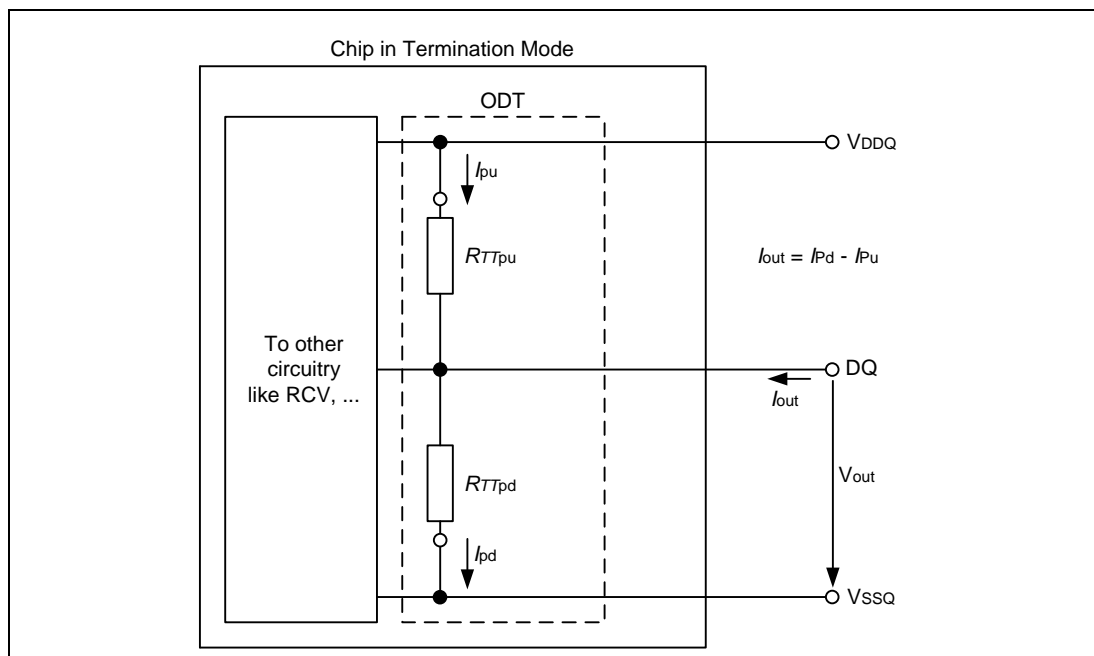 Chip in Termination Mode
ODT
VDDQ
Ipu
RTTpu
Iout = IPd - IPu
To other
circuitry
like RCV, ...
DQ
Iout
RTTpd
Vout
Ipd
VSSQ